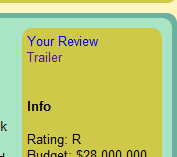 Your Review
Trailer
Info
k
Rating: R
Budget: $28,000,000